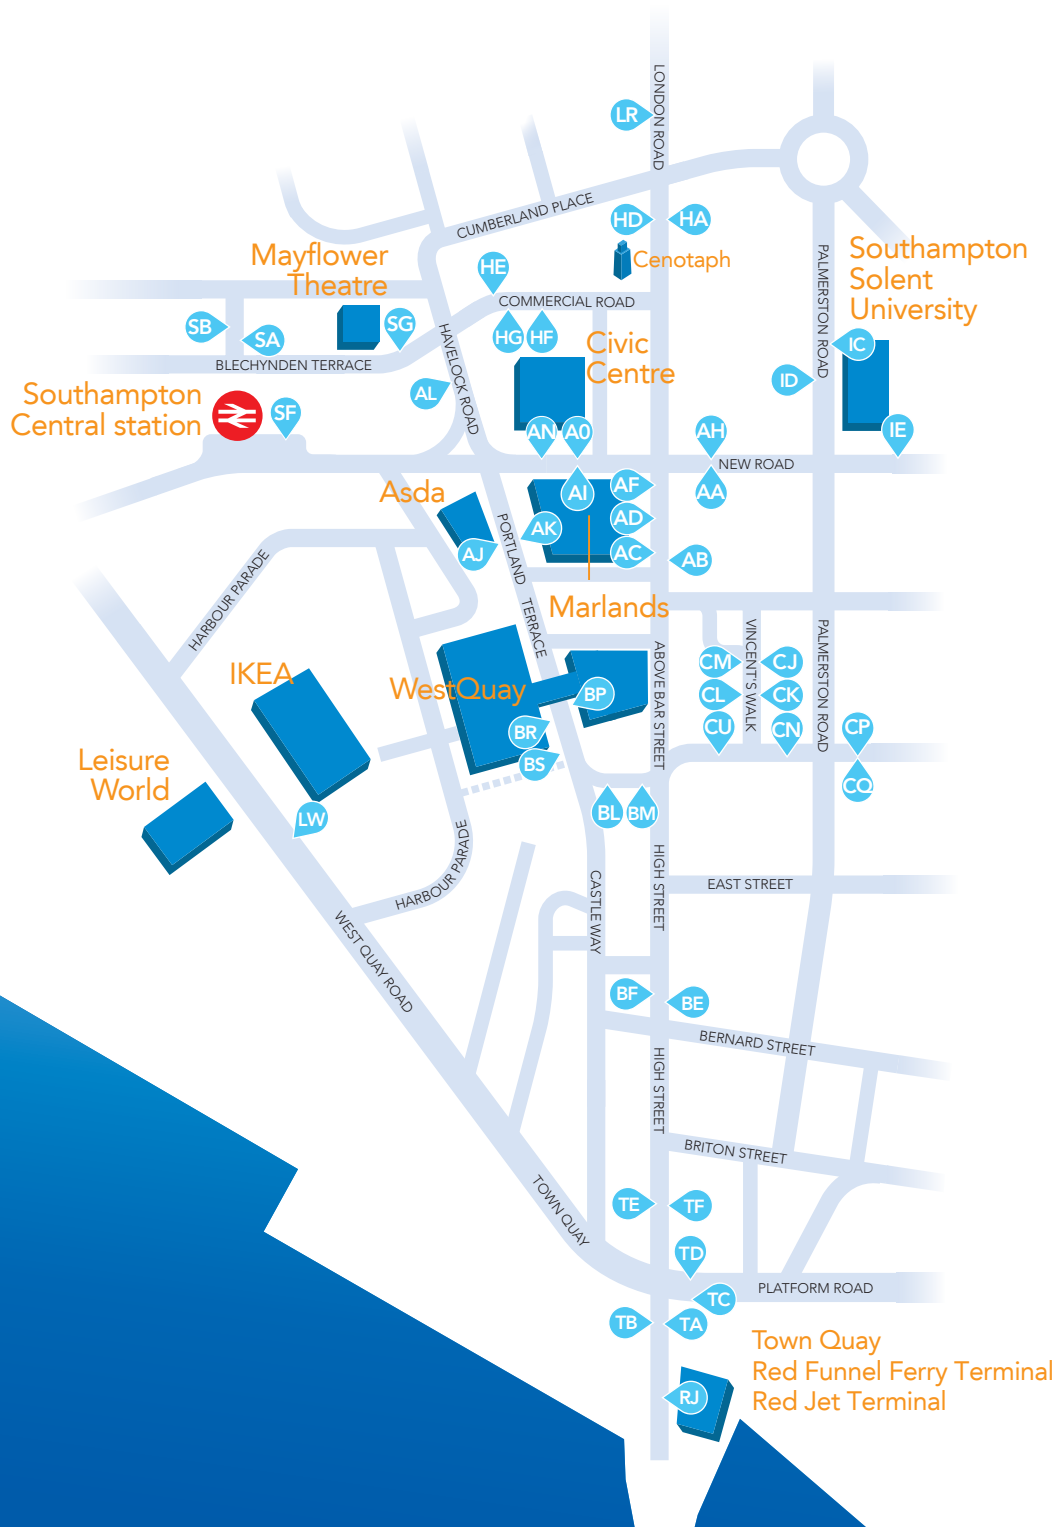 LONDON ROAD
LR
CUMBERLAND PLACE
HD
HA
Cenotaph
Mayflower
Theatre
HE
COMMERCIAL ROAD
PALMERSTON ROAD
Southampton
Solent
University
SB
SA
SG
HG
HF
HAVELOCK ROAD
Civic
Centre
IC
BLECHYNDEN TERRACE
ID
AL
Southampton
Central station
SF
AN
A0
AH
IE
NEW ROAD
Asda
AI
AF
AA
PORTLAND
AK
AD
AJ
AC
AB
HARBOUR PARADE
TERRACE
Marlands
IKEA
WestQuay
BP
ABOVE BAR STREET
VINCENT'S WALK
PALMERSTON ROAD
CM
CJ
CL
CK
BR
CU
CN
CP
BS
Leisure
World
CQ
LW
BL
BM
HARBOUR PARADE
HIGH STREET
CASTLE WAY
EAST STREET
WEST QUAY ROAD
BF
BE
BERNARD STREET
HIGH STREET
BRITON STREET
TOWN QUAY
TE
TF
TD
PLATFORM ROAD
TC
TB
TA
Town Quay
Red Funnel Ferry Terminal
Red Jet Terminal
RJ